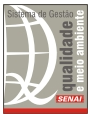 Sistema de Gestão
qualidade
e meio ambiente
SENAI